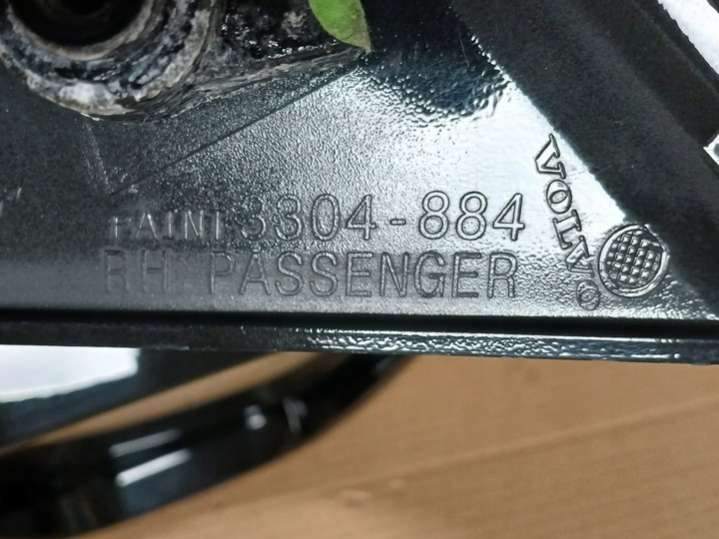 PAINT 3304-884
RH PASSENGER
VOLVO